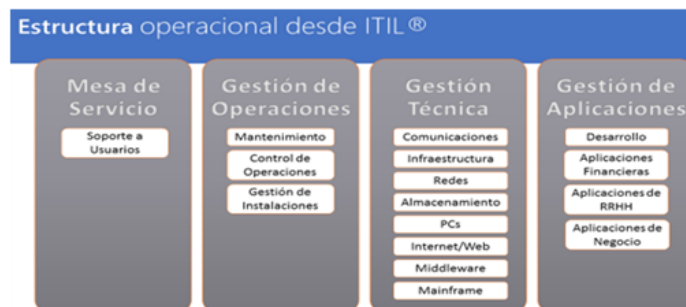 Estructura operacional desde ITIL®
Mesa de
Servicio
Soporte a
Usuarios
Gestión de
Operaciones
Mantenimiento
Control de
Operaciones
Gestión de
Instalaciones
Gestión
Técnica
Comunicaciones
Infraestructura
Redes
Almacenamiento
PCs
Internet/Web
Middleware
Mainframe
Gestión de
Aplicaciones
Desarrollo
Aplicaciones
Financieras
Aplicaciones de
RRHH
Aplicaciones de
Negocio